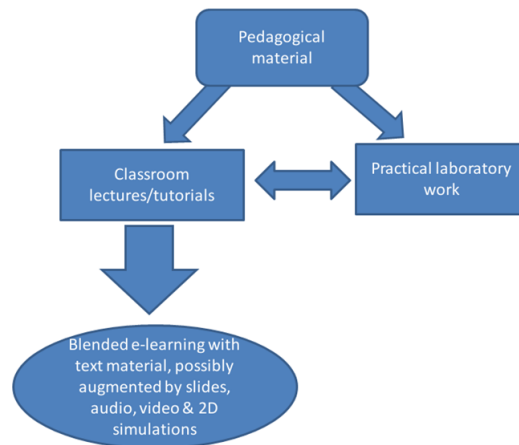 Pedagogical
material
Classroom
lectures/tutorials
Practical laboratory
work
Blended e-learning with
text material, possibly
augmented by slides,
audio, video & 2D
simulations